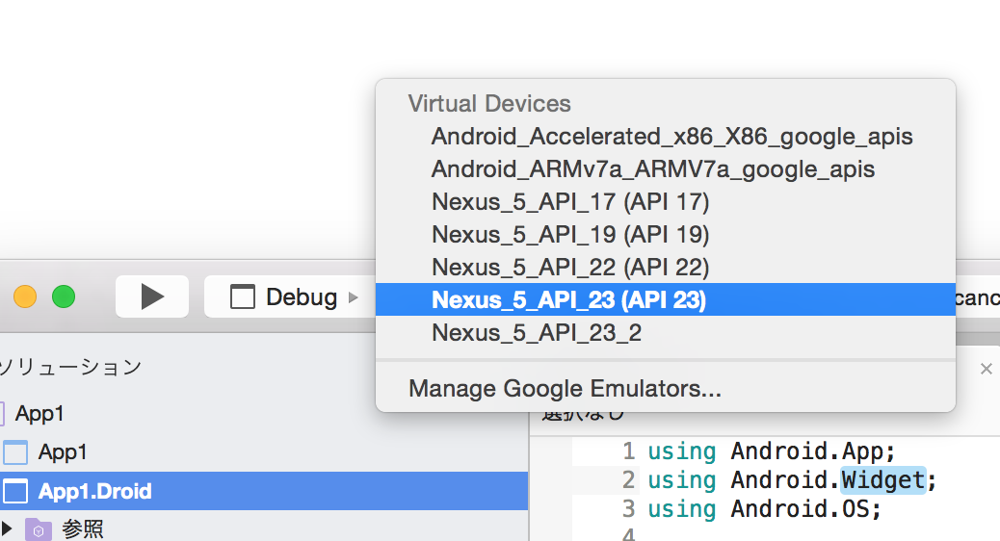 Virtual Devices
Android_Accelerated_x86_X86_google_apis
Android_ARMv7a_ARMV7a_google_apis
Nexus_5_API_17 (API 17)
Nexus_5_API_19 (API 19)
Nexus_5_API_22 (API 22)
Nexus_5_API_23 (API 23)
Nexus_5_API_23_2
Manage Google Emulators...
Debug
ソリューション
App1
App1
App1.Droid
参照
選択なし
1 using Android.App;
2 using Android.Widget;
3 using Android.OS;
4